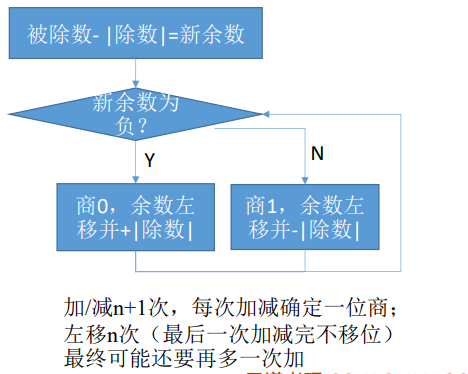 被除数- |除数|=新余数
新余数为
负？
Y
N
商0，余数左
移并+|除数|
商1，余数左
移并-|除数|
加/减n+1次，每次加减确定一位商；
左移n次（最后一次加减完不移位）
最终可能还要再多一次加